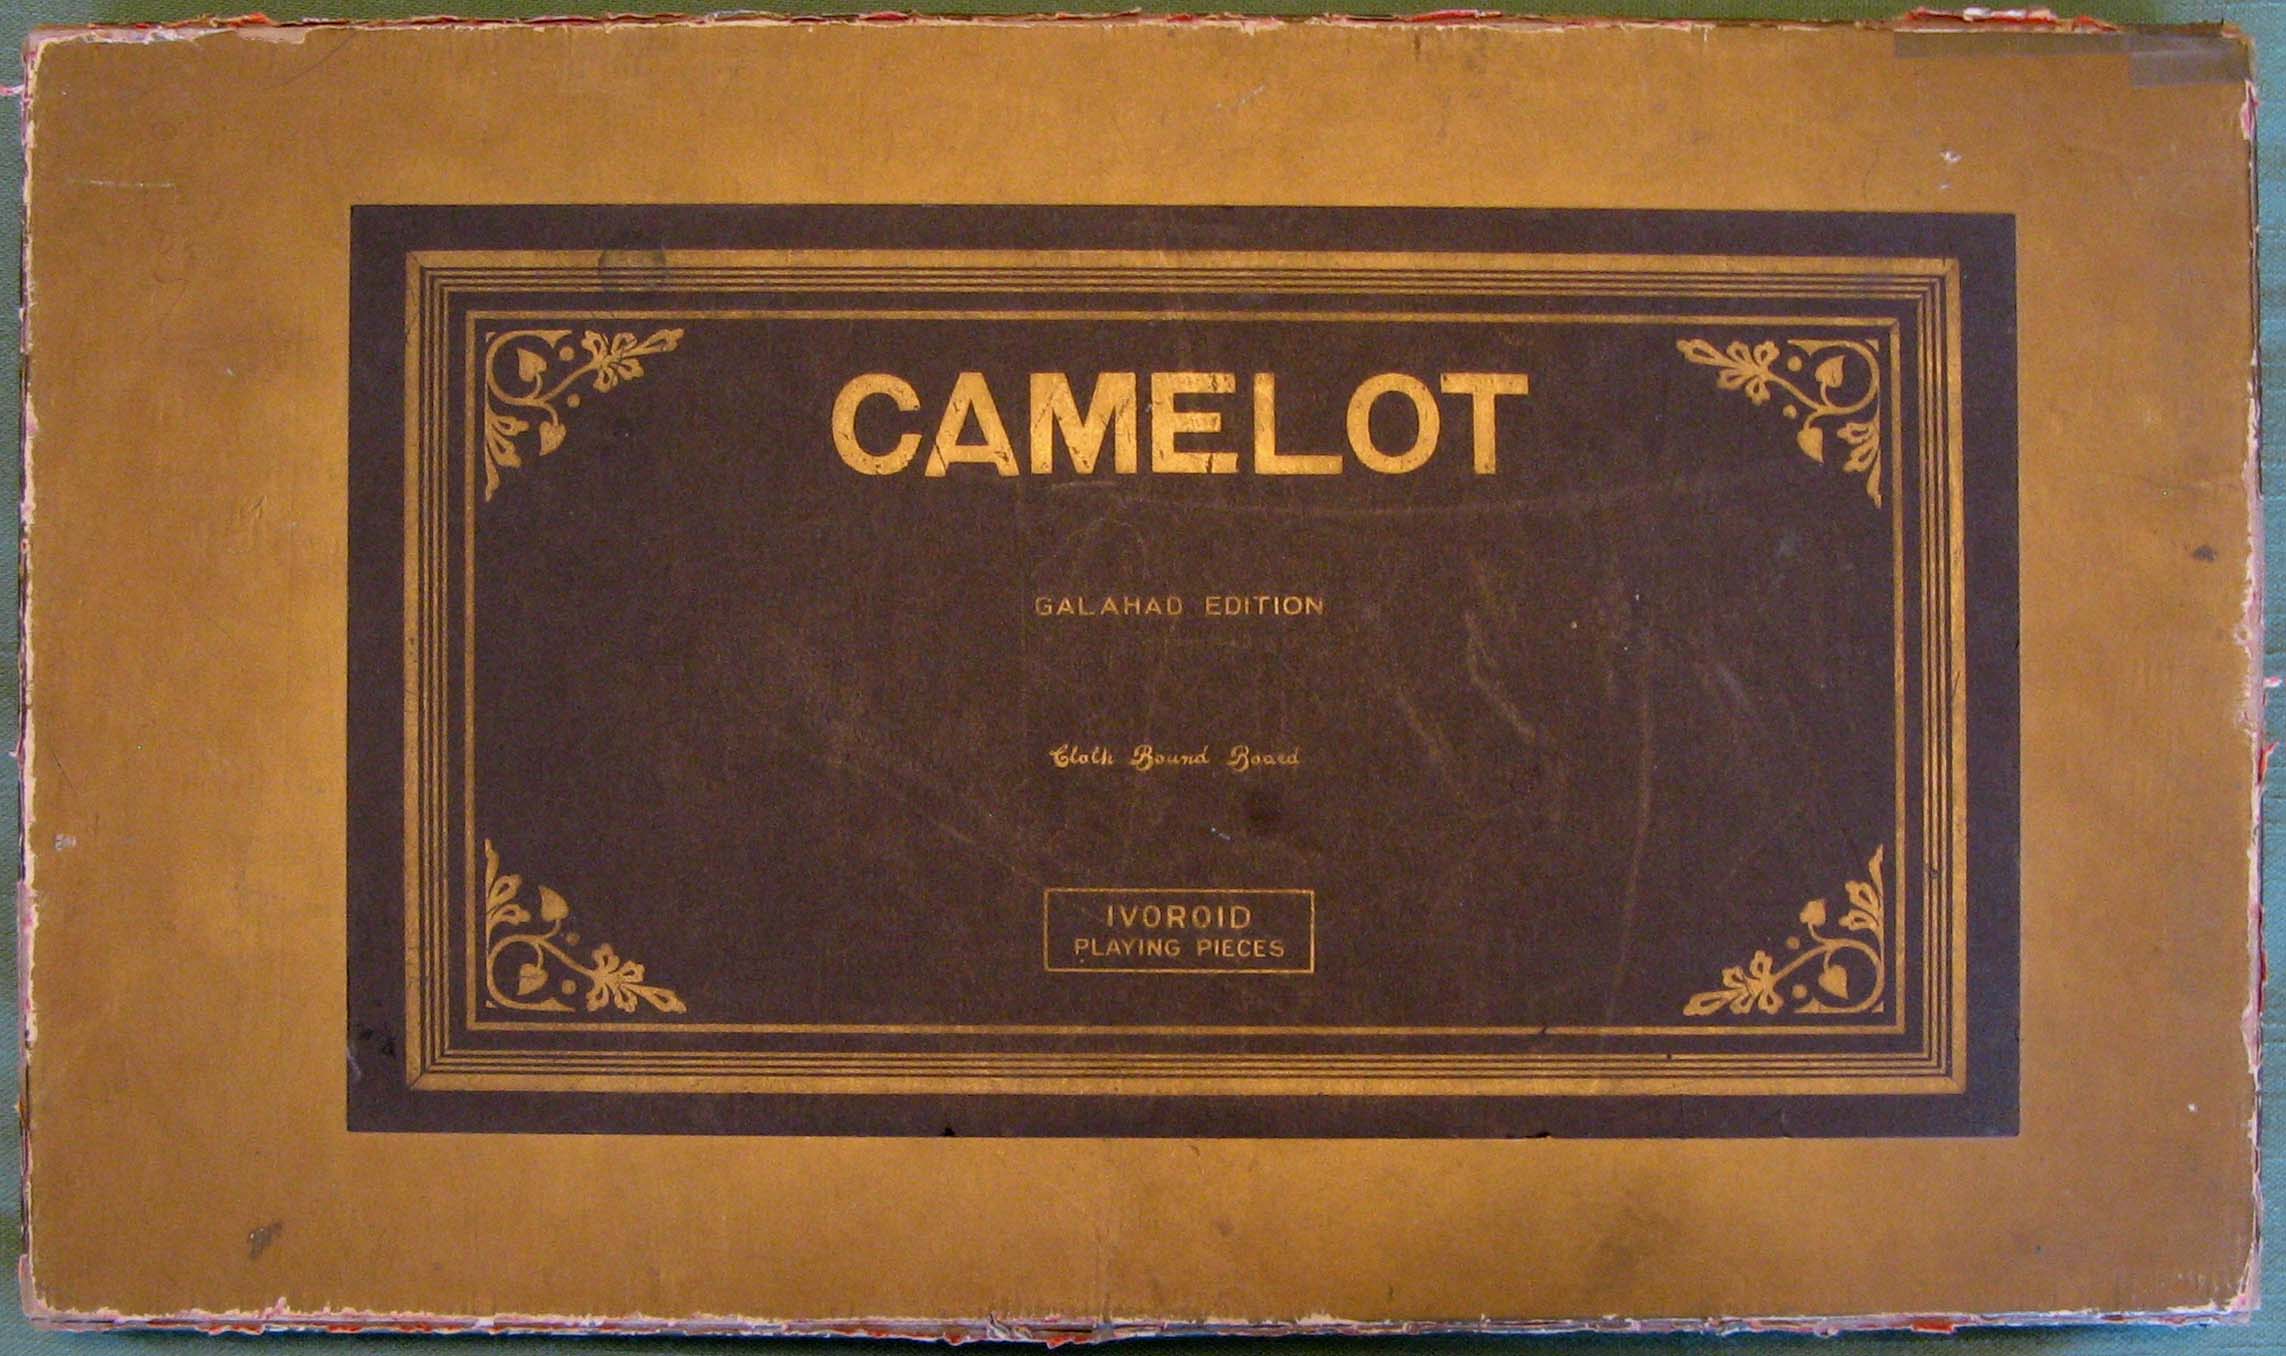 CAMELOT
GALAHAD EDITION
Cloth Bound Board
IVOROID
PLAYING PIECES